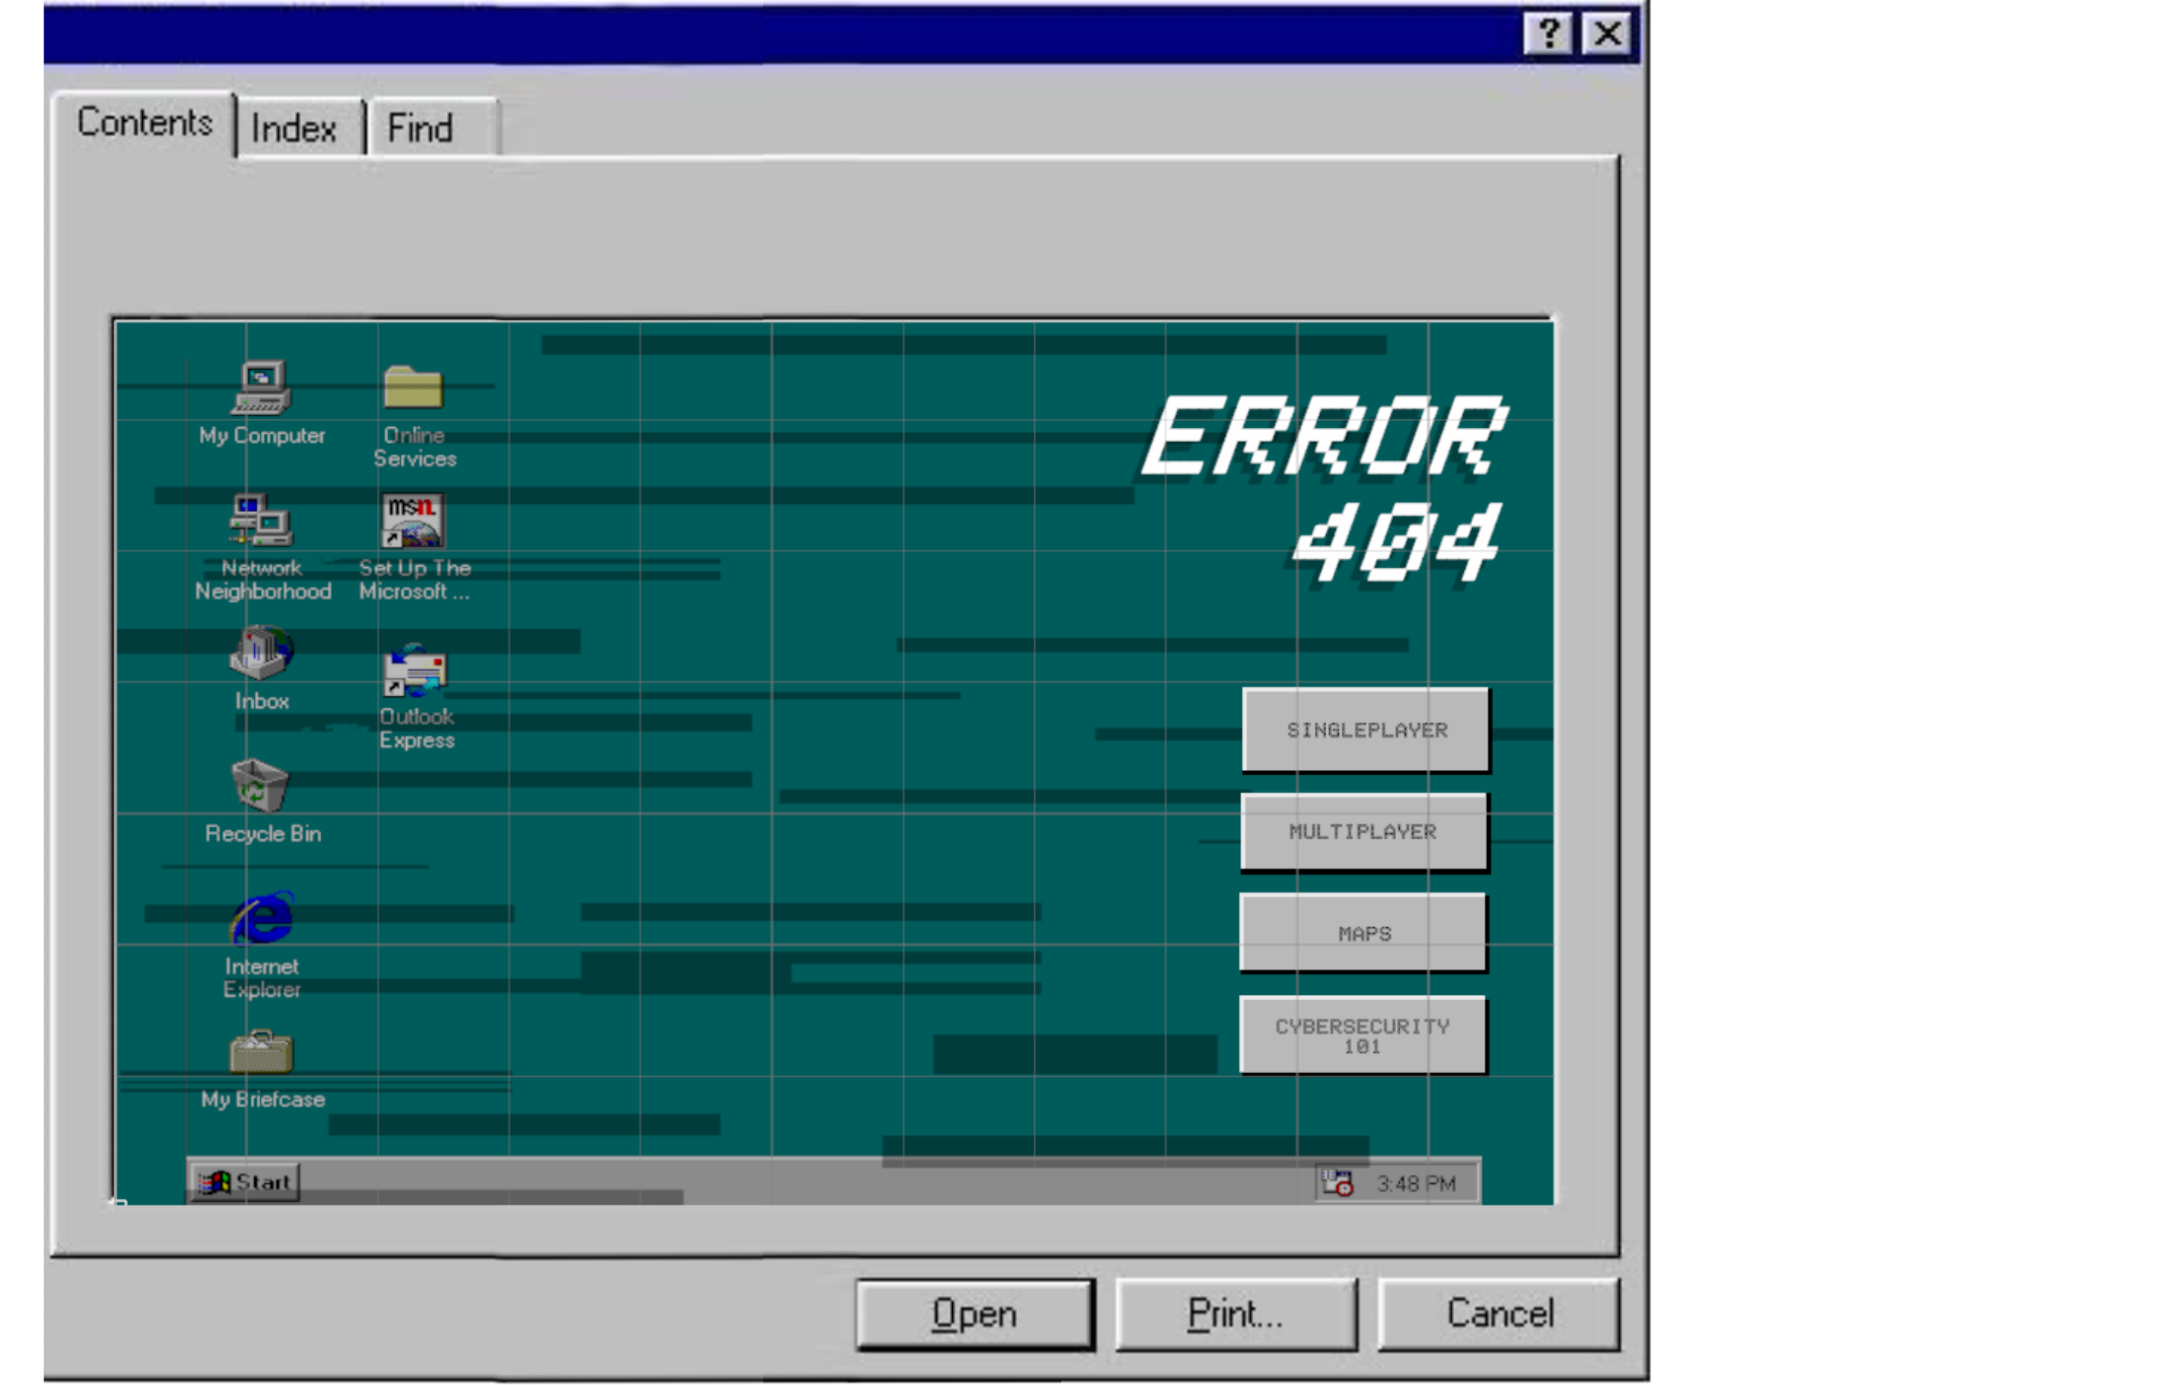 ?
Contents
Index
Find
My Computer
Online
Services
ERROR
404
msn.
Network
Neighborhood
Set Up The
Microsoft ...
Inbox
Outlook
Express
Recycle Bin
Internet
Explorer
My Briefcase
SINGLEPLAYER
MULTIPLAYER
MAPS
CYBERSECURITY
101
Start
3:48 PM
Open
Print...
Cancel